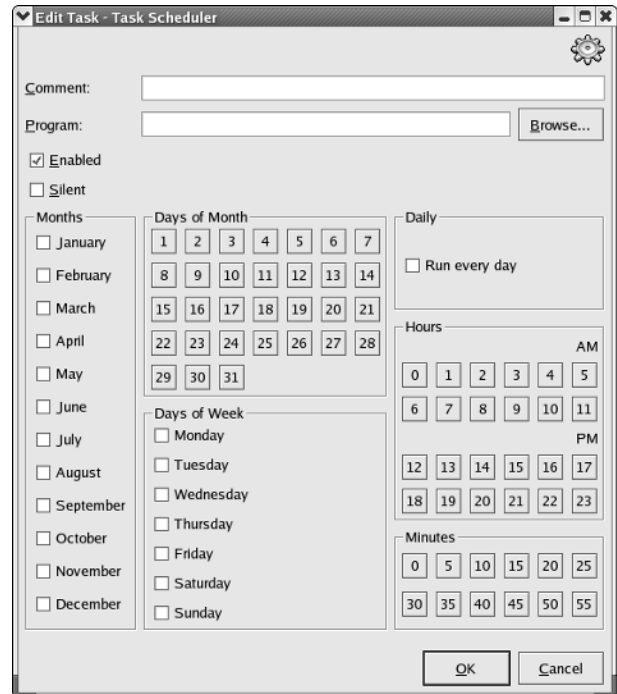 Edit Task - Task Scheduler
Comment:
Program:
Browse...
Enabled
Silent
Months
January
February
March
April
May
June
July
August
September
October
November
December
Days of Month
1 2 3 4 5 6 7
8 9 10 11 12 13 14
15 16 17 18 19 20 21
22 23 24 25 26 27 28
29 30 31
Days of Week
Monday
Tuesday
Wednesday
Thursday
Friday
Saturday
Sunday
Daily
Run every day
Hours
AM
0 1 2 3 4 5
6 7 8 9 10 11
PM
12 13 14 15 16 17
18 19 20 21 22 23
Minutes
0 5 10 15 20 25
30 35 40 45 50 55
OK
Cancel